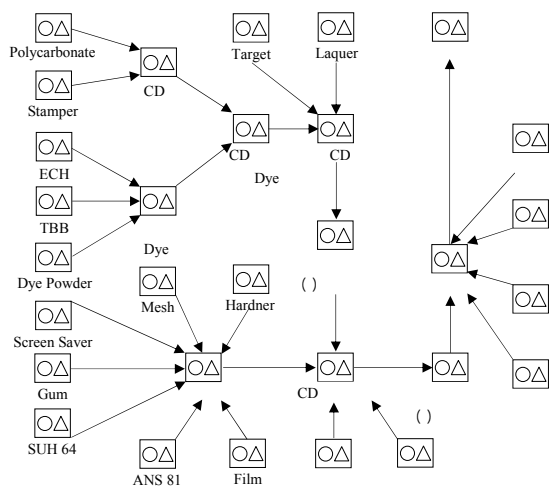 Polycarbonate
Target
Laquer
CD
Stamper
CD
CD
ECH
Dye
TBB
Dye
Dye Powder
Mesh
Hardner
( )
Screen Saver
Gum
CD
SUH 64
( )
ANS 81
Film